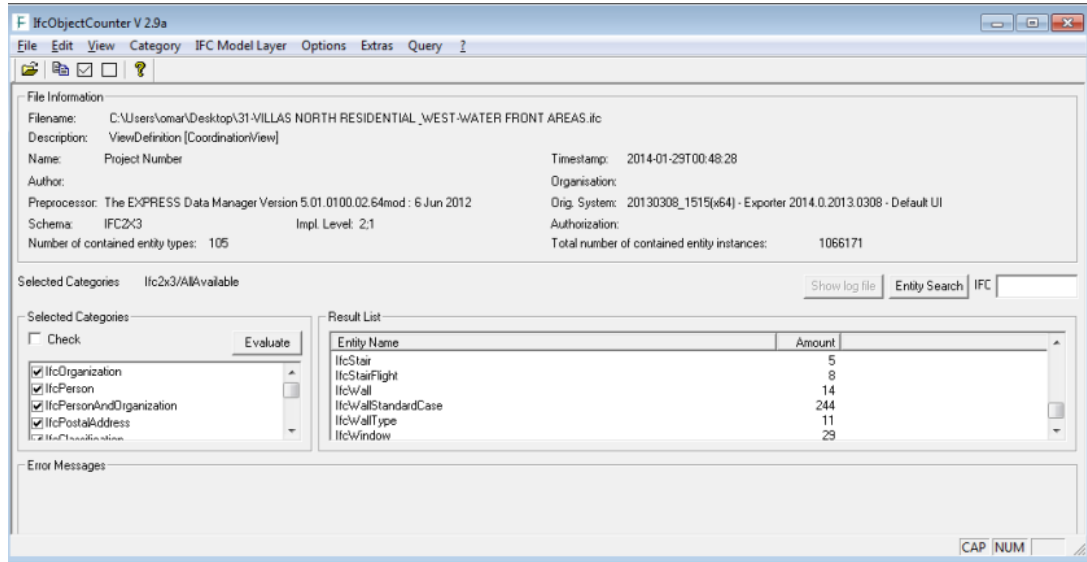 IfcObjectCounter V 2.9a
File Edit View Category IFC Model Layer Options Extras Query ?
File Information
Filename: C:\Users\omar\Desktop\31-VILLAS NORTH RESIDENTIAL_WEST-WATER FRONT AREAS.ifc
Description: ViewDefinition [CoordinationView]
Name: Project Number Timestamp: 2014-01-29T00:48:28
Author: Organisation:
Preprocessor: The EXPRESS Data Manager Version 5.01.0100.02.64mod : 6 Jun 2012 Orig. System: 20130308_1515(x64) - Exporter 2014.0.2013.0308 - Default UI
Schema: IFC2X3 Impl. Level: 2;1 Authorization:
Number of contained entity types: 105 Total number of contained entity instances: 1066171
Selected Categories Ifc2x3/AllAvailable Show log file Entity Search IFC
Selected Categories Result List
Check Evaluate Entity Name Amount
IfcStair 5
IfcOrganization IfcStairFlight 8
IfcPerson IfcWall 14
IfcPersonAndOrganization IfcWallStandardCase 244
IfcPostalAddress IfcWallType 11
IfcClassification IfcWindow 29
Error Messages
CAP NUM